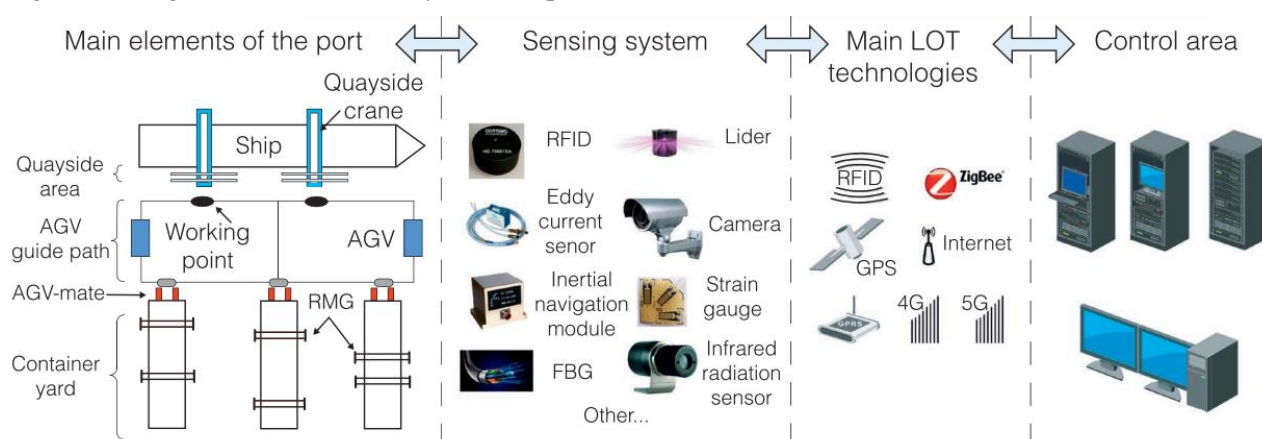 Main elements of the port
Sensing system
Main LOT
technologies
Control area
Quayside
crane
Ship
Quayside
area
AGV
guide path
Working
point
AGV
AGV-mate
RMG
Container
yard
RFID
Lider
Eddy
current
senor
Camera
Inertial
navigation
module
Strain
gauge
FBG
Infrared
radiation
sensor
Other...
RFID
ZigBee
GPS
Internet
GPRS
4G
5G